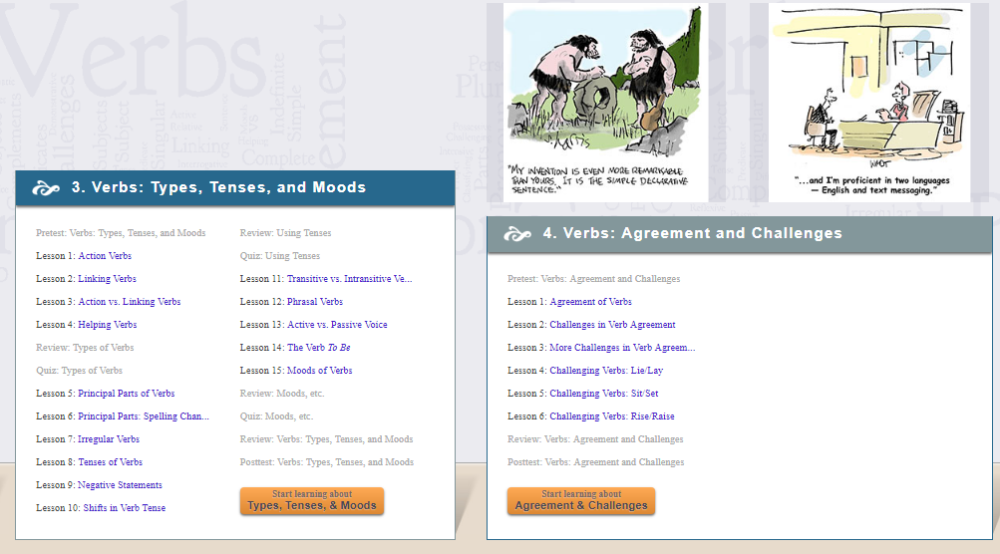 Verbs
Linking
Complete
"MY INVENTION IS EVEN MORE REMARKABLE
THAN YOURS. IT IS THE SIMPLE DECLARATIVE
SENTENCE."
"...and I'm proficient in two languages
— English and text messaging."
3. Verbs: Types, Tenses, and Moods
Pretest: Verbs: Types, Tenses, and Moods
Lesson 1: Action Verbs
Lesson 2: Linking Verbs
Lesson 3: Action vs. Linking Verbs
Lesson 4: Helping Verbs
Review: Types of Verbs
Quiz: Types of Verbs
Lesson 5: Principal Parts of Verbs
Lesson 6: Principal Parts: Spelling Chan...
Lesson 7: Irregular Verbs
Lesson 8: Tenses of Verbs
Lesson 9: Negative Statements
Lesson 10: Shifts in Verb Tense
Review: Using Tenses
Quiz: Using Tenses
Lesson 11: Transitive vs. Intransitive Ve...
Lesson 12: Phrasal Verbs
Lesson 13: Active vs. Passive Voice
Lesson 14: The Verb To Be
Lesson 15: Moods of Verbs
Review: Moods, etc.
Quiz: Moods, etc.
Review: Verbs: Types, Tenses, and Moods
Posttest: Verbs: Types, Tenses, and Moods
Start learning about
Types, Tenses, & Moods
4. Verbs: Agreement and Challenges
Pretest: Verbs: Agreement and Challenges
Lesson 1: Agreement of Verbs
Lesson 2: Challenges in Verb Agreement
Lesson 3: More Challenges in Verb Agreem...
Lesson 4: Challenging Verbs: Lie/Lay
Lesson 5: Challenging Verbs: Sit/Set
Lesson 6: Challenging Verbs: Rise/Raise
Review: Verbs: Agreement and Challenges
Posttest: Verbs: Agreement and Challenges
Start learning about
Agreement & Challenges